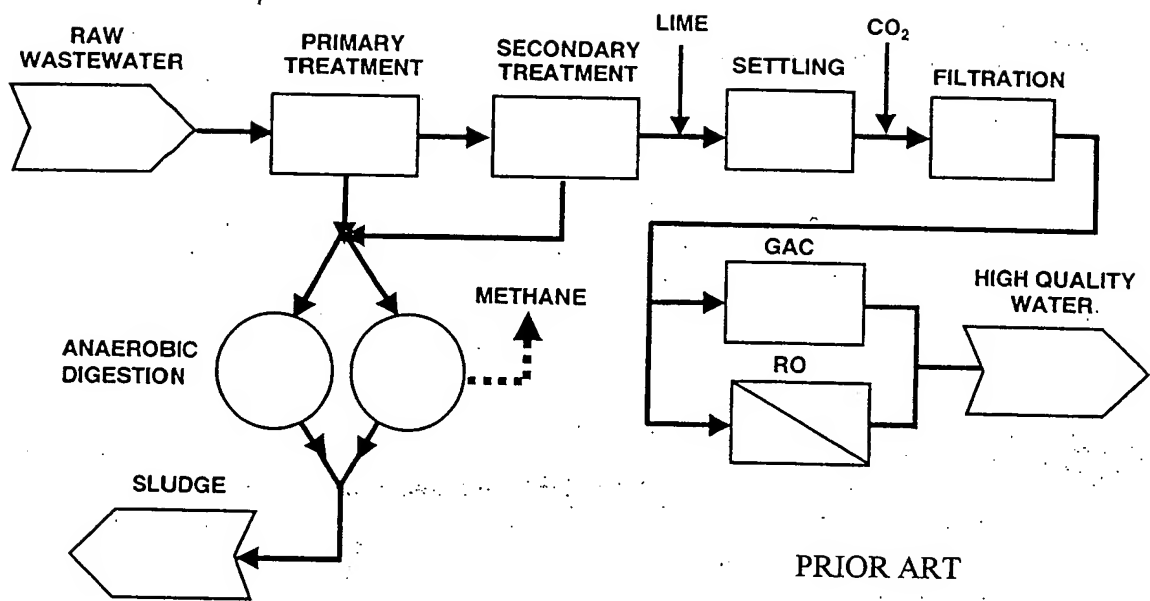 RAW
WASTEWATER
PRIMARY
TREATMENT
SECONDARY
TREATMENT
LIME
SETTLING
CO₂
FILTRATION
GAC
HIGH QUALITY
WATER.
METHANE
ANAEROBIC
DIGESTION
RO
SLUDGE
PRIOR ART